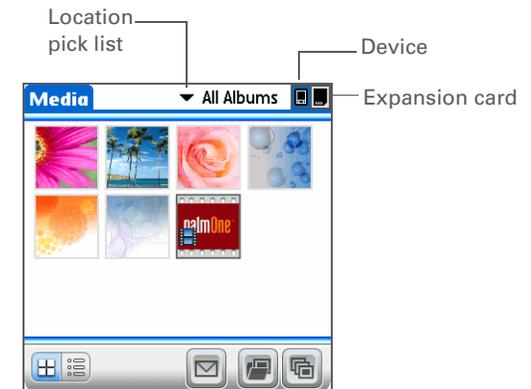 Location
pick list
Device
Media
All Albums
Expansion card
palmOne